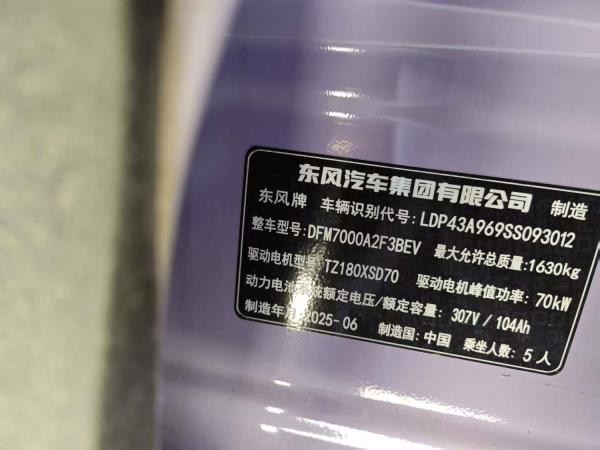 东风汽车集团有限公司 制造
东风牌 车辆识别代号: LDP43A969SS093012
整车型号:DFM7000A2F3BEV 最大允许总质量:1630kg
驱动电机型号:TZ180XSD70 驱动电机峰值功率: 70kW
动力电池系统额定电压/额定容量: 307V / 104Ah
制造年月:2025-06 制造国: 中国 乘坐人数: 5 人